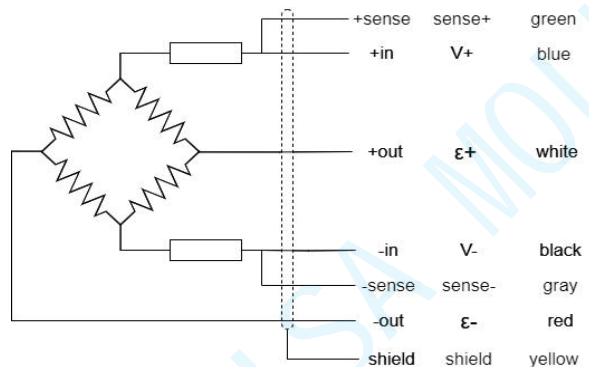 +sense sense+ green
+in V+ blue
+out ε+ white
-in V- black
-sense sense- gray
-out ε- red
shield shield yellow